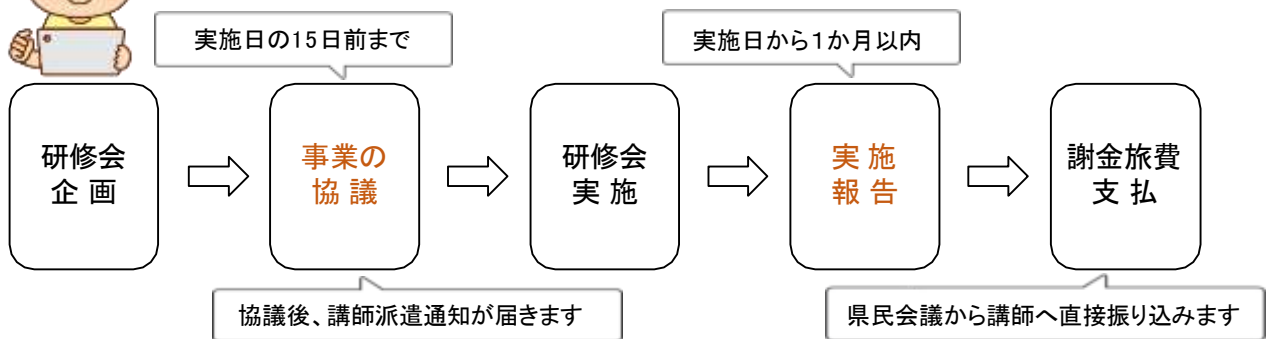 実施日の15日前まで
実施日から1か月以内
研修会
企 画
事業の
協 議
研修会
実 施
実 施
報 告
謝金旅費
支 払
協議後、講師派遣通知が届きます
県民会議から講師へ直接振り込みます